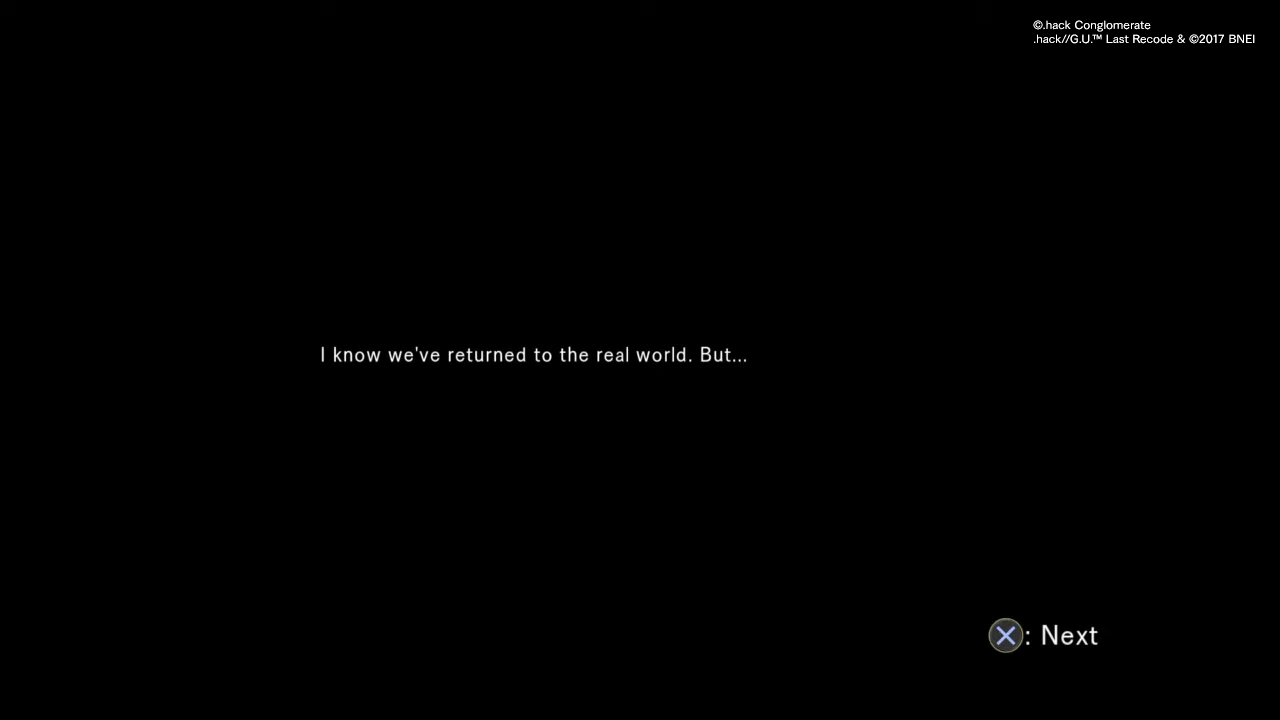 ©.hack Conglomerate
.hack//G.U.™ Last Recode & ©2017 BNEI
I know we've returned to the real world. But...
: Next